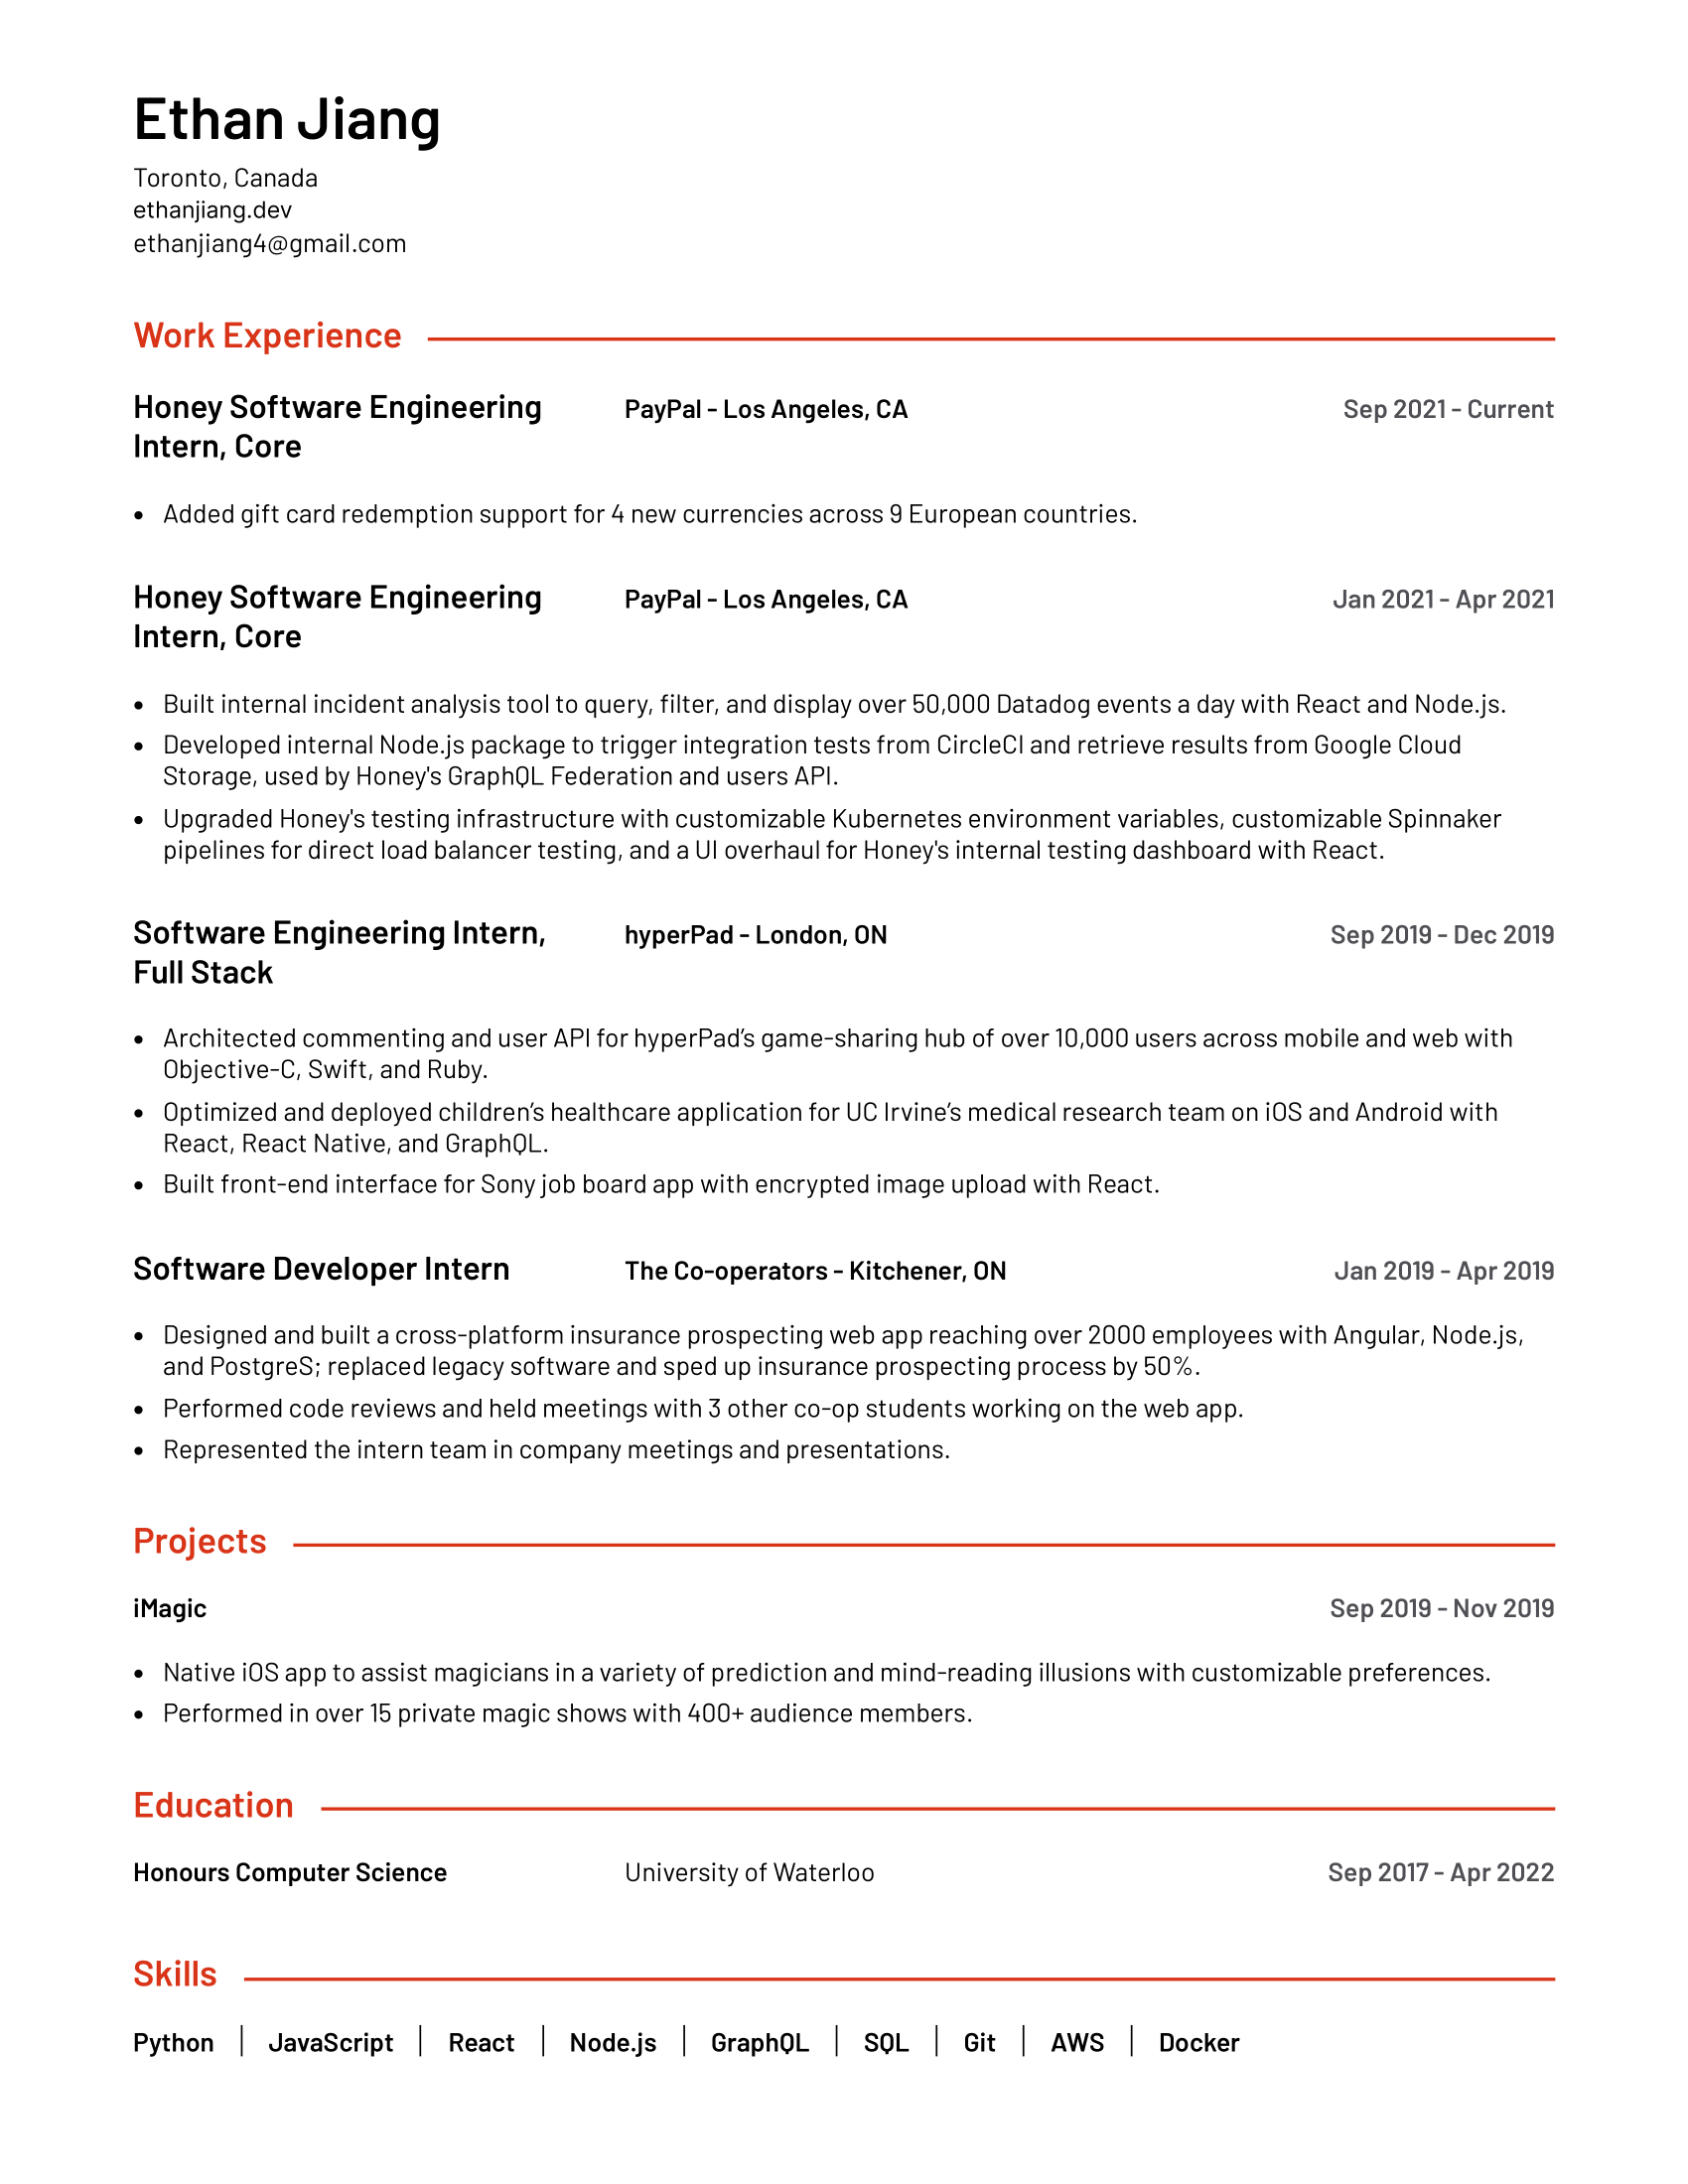 Ethan Jiang
Toronto, Canada
ethanjiang.dev
ethanjiang4@gmail.com
Work Experience
Honey Software Engineering PayPal - Los Angeles, CA Sep 2021 - Current
Intern, Core
• Added gift card redemption support for 4 new currencies across 9 European countries.
Honey Software Engineering PayPal - Los Angeles, CA Jan 2021 - Apr 2021
Intern, Core
• Built internal incident analysis tool to query, filter, and display over 50,000 Datadog events a day with React and Node.js.
• Developed internal Node.js package to trigger integration tests from CircleCI and retrieve results from Google Cloud
Storage, used by Honey's GraphQL Federation and users API.
• Upgraded Honey's testing infrastructure with customizable Kubernetes environment variables, customizable Spinnaker
pipelines for direct load balancer testing, and a UI overhaul for Honey's internal testing dashboard with React.
Software Engineering Intern, hyperPad - London, ON Sep 2019 - Dec 2019
Full Stack
• Architected commenting and user API for hyperPad’s game-sharing hub of over 10,000 users across mobile and web with
Objective-C, Swift, and Ruby.
• Optimized and deployed children’s healthcare application for UC Irvine’s medical research team on iOS and Android with
React, React Native, and GraphQL.
• Built front-end interface for Sony job board app with encrypted image upload with React.
Software Developer Intern The Co-operators - Kitchener, ON Jan 2019 - Apr 2019
• Designed and built a cross-platform insurance prospecting web app reaching over 2000 employees with Angular, Node.js,
and PostgreS; replaced legacy software and sped up insurance prospecting process by 50%.
• Performed code reviews and held meetings with 3 other co-op students working on the web app.
• Represented the intern team in company meetings and presentations.
Projects
iMagic Sep 2019 - Nov 2019
• Native iOS app to assist magicians in a variety of prediction and mind-reading illusions with customizable preferences.
• Performed in over 15 private magic shows with 400+ audience members.
Education
Honours Computer Science University of Waterloo Sep 2017 - Apr 2022
Skills
Python | JavaScript | React | Node.js | GraphQL | SQL | Git | AWS | Docker